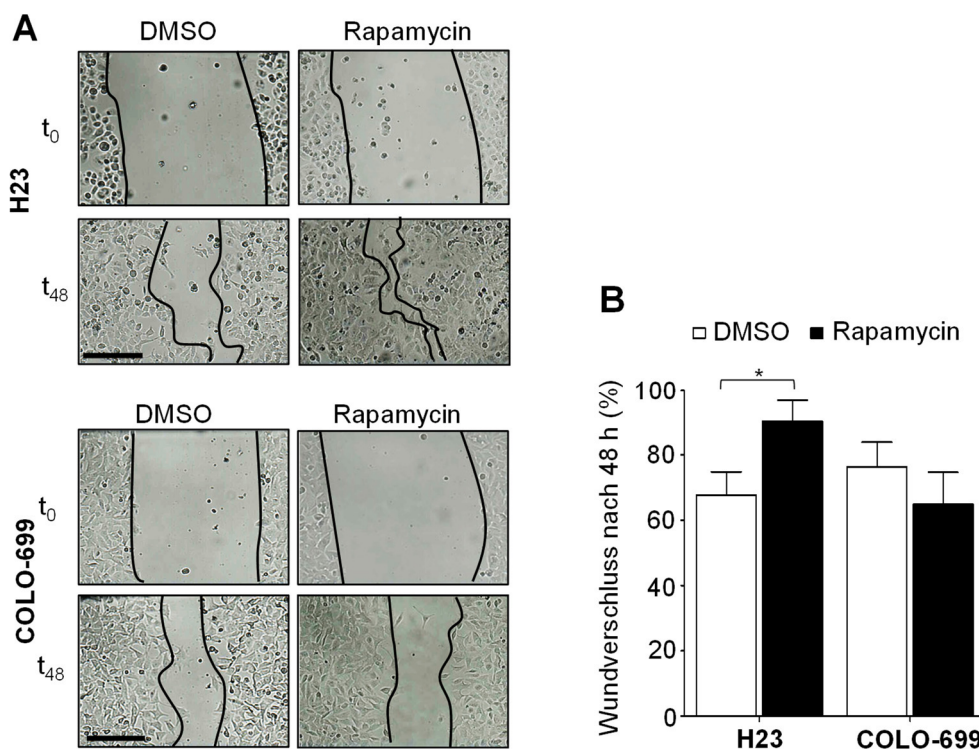 A
DMSO Rapamycin
H23
t0
t48
DMSO Rapamycin
COLO-699
t0
t48
B
DMSO Rapamycin
*
Wundverschluss nach 48 h (%)
100
80
60
40
20
0
H23 COLO-699